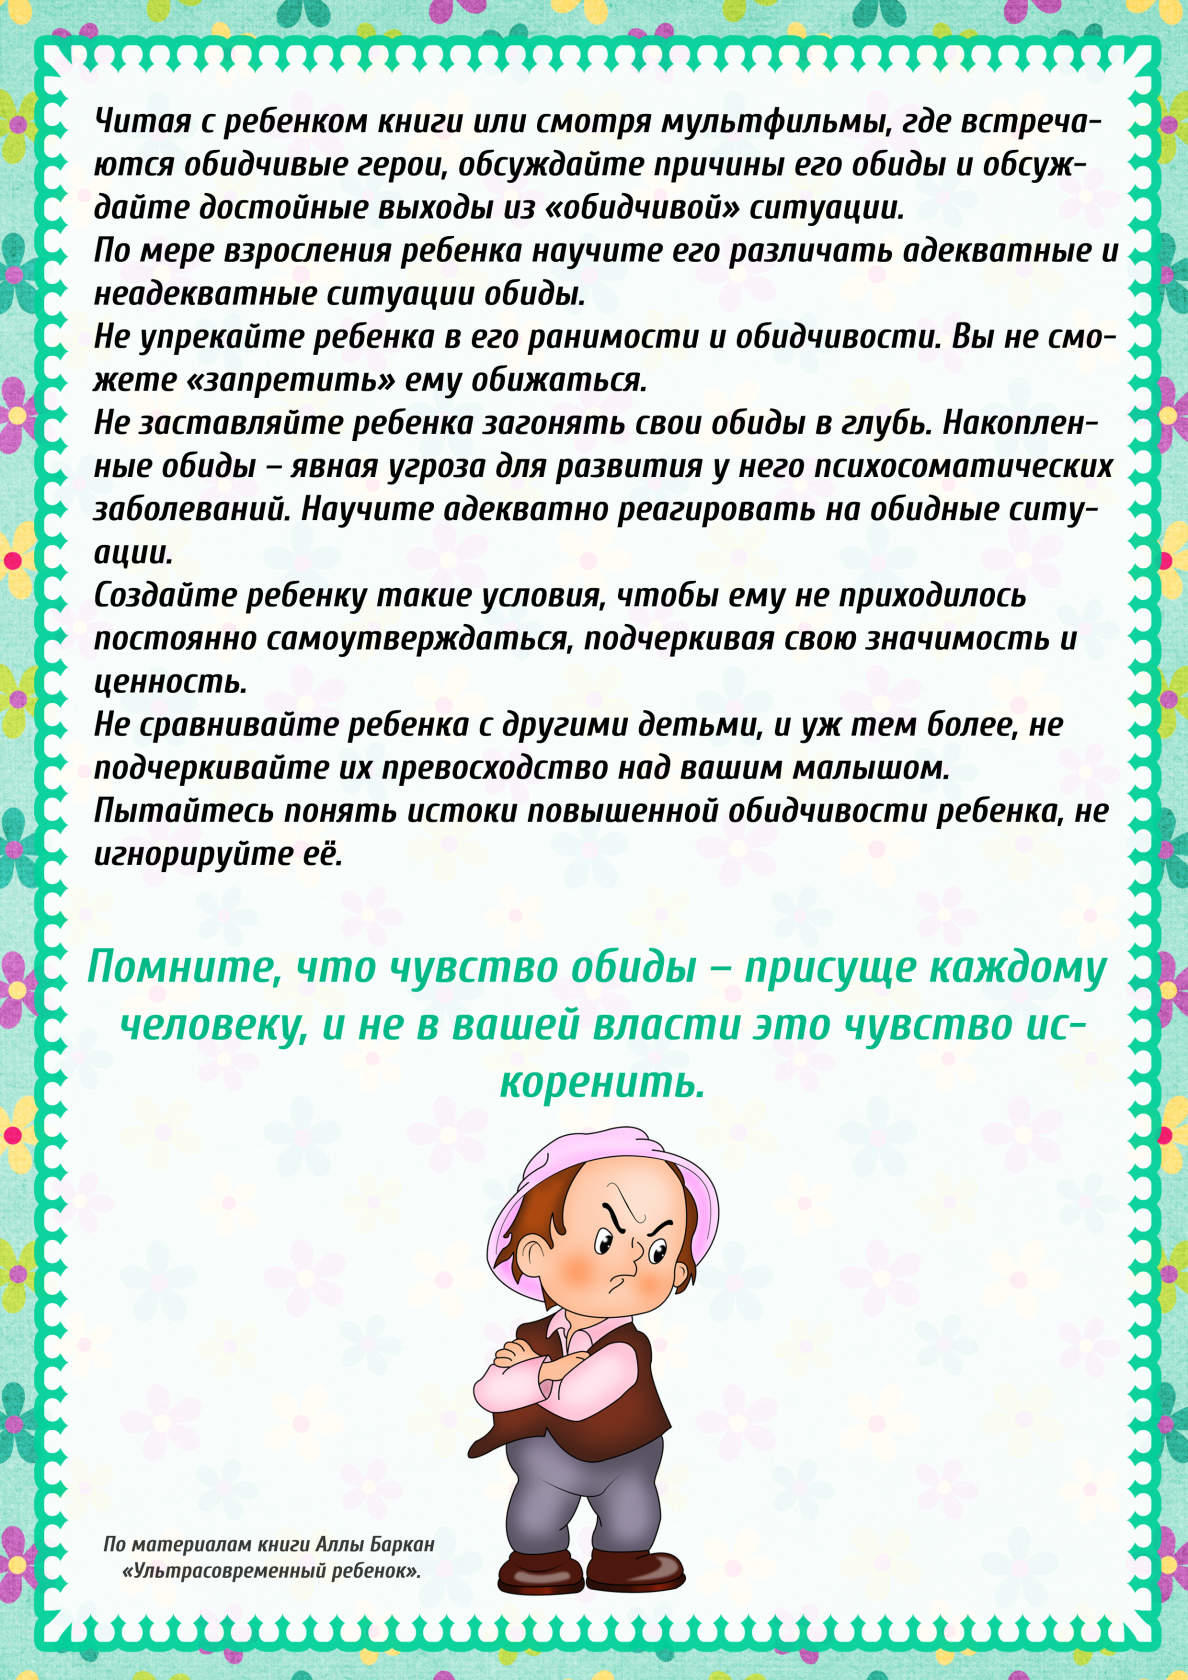 Читая с ребенком книги или смотря мультфильмы, где встреча-
ются обидчивые герои, обсуждайте причины его обиды и обсуж-
дайте достойные выходы из «обидчивой» ситуации.
По мере взросления ребенка научите его различать адекватные и
неадекватные ситуации обиды.
Не упрекайте ребенка в его ранимости и обидчивости. Вы не смо-
жете «запретить» ему обижаться.
Не заставляйте ребенка загонять свои обиды в глубь. Накоплен-
ные обиды – явная угроза для развития у него психосоматических
заболеваний. Научите адекватно реагировать на обидные ситу-
ации.
Создайте ребенку такие условия, чтобы ему не приходилось
постоянно самоутверждаться, подчеркивая свою значимость и
ценность.
Не сравнивайте ребенка с другими детьми, и уж тем более, не
подчеркивайте их превосходство над вашим малышом.
Пытайтесь понять истоки повышенной обидчивости ребенка, не
игнорируйте её.
Помните, что чувство обиды – присуще каждому
человеку, и не в вашей власти это чувство ис-
коренить.
По материалам книги Аллы Баркан
«Ультрасовременный ребенок».